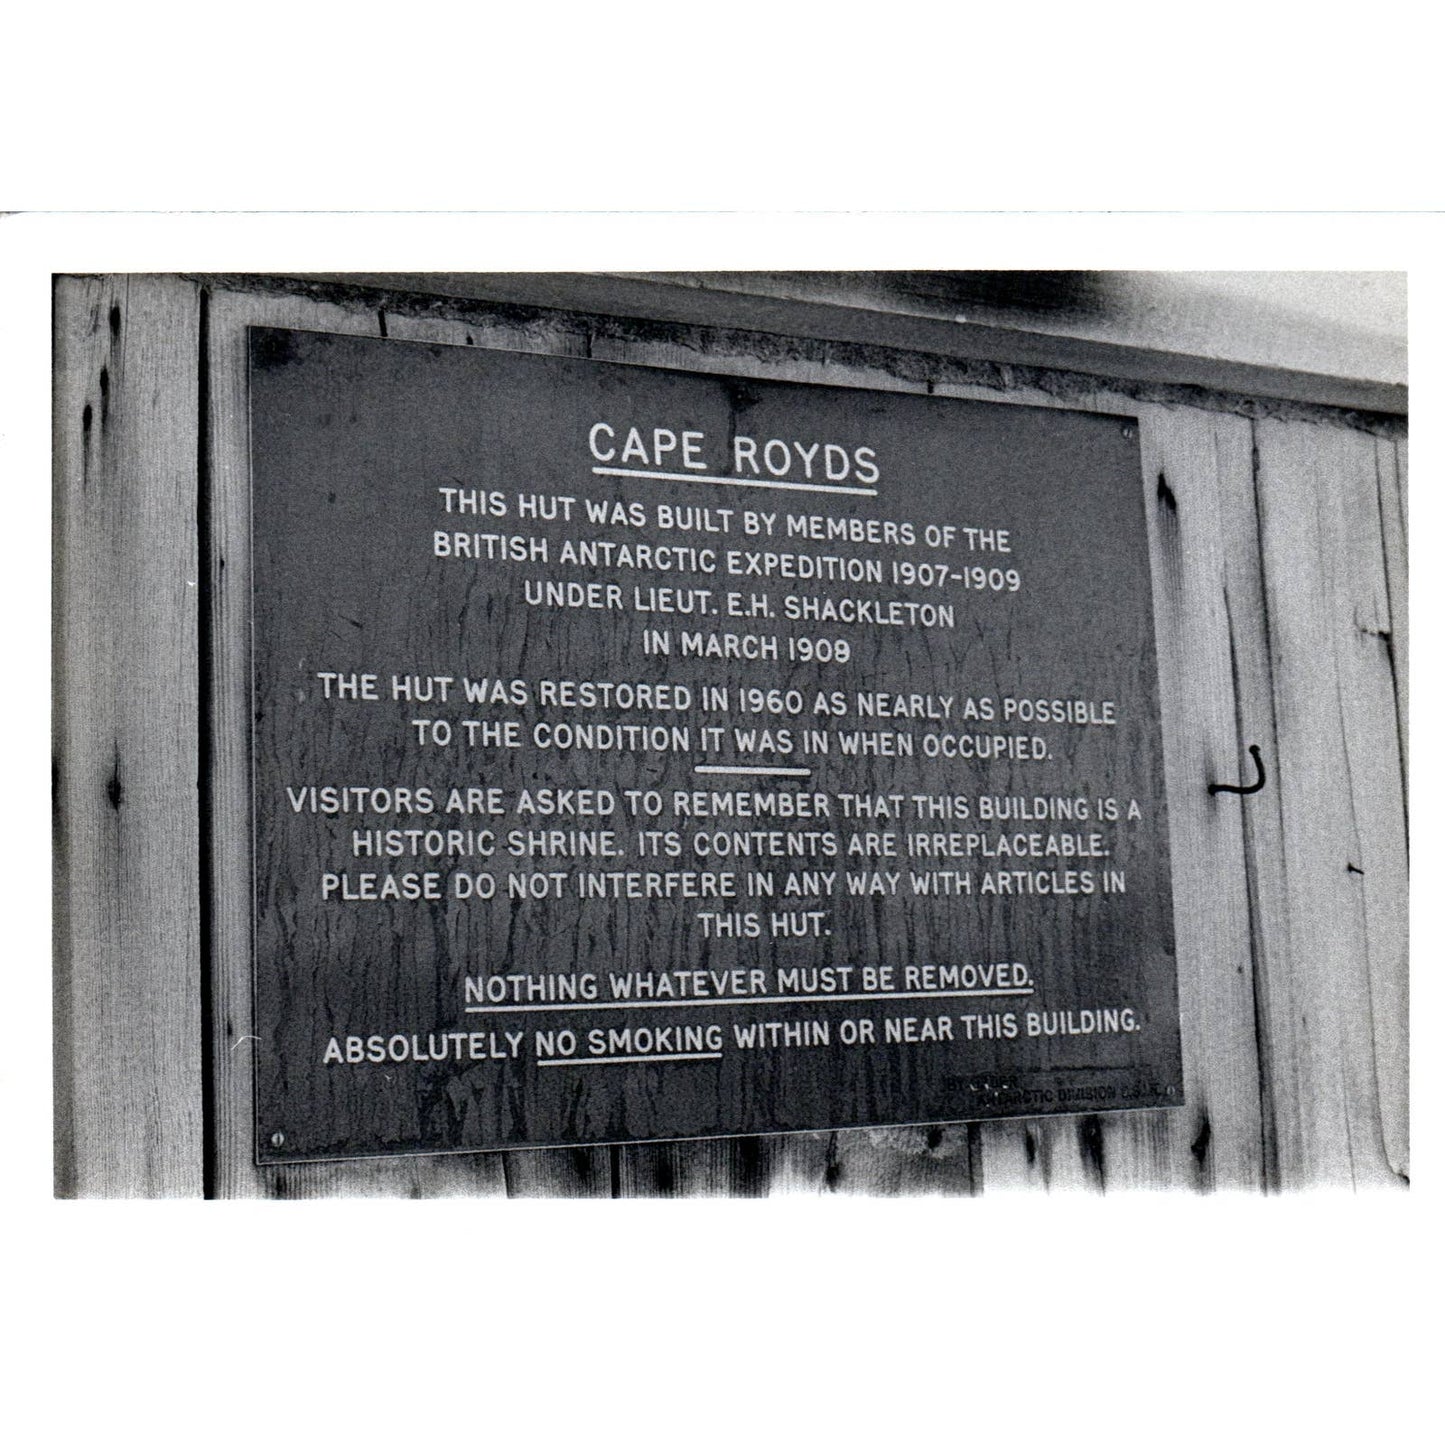 CAPE ROYDS
THIS HUT WAS BUILT BY MEMBERS OF THE
BRITISH ANTARCTIC EXPEDITION 1907-1909
UNDER LIEUT. E.H. SHACKLETON
IN MARCH 1908
THE HUT WAS RESTORED IN 1960 AS NEARLY AS POSSIBLE
TO THE CONDITION IT WAS IN WHEN OCCUPIED.
VISITORS ARE ASKED TO REMEMBER THAT THIS BUILDING IS A
HISTORIC SHRINE. ITS CONTENTS ARE IRREPLACEABLE.
PLEASE DO NOT INTERFERE IN ANY WAY WITH ARTICLES IN
THIS HUT.
NOTHING WHATEVER MUST BE REMOVED.
ABSOLUTELY NO SMOKING WITHIN OR NEAR THIS BUILDING.
BY ORDER
ANTARCTIC DIVISION